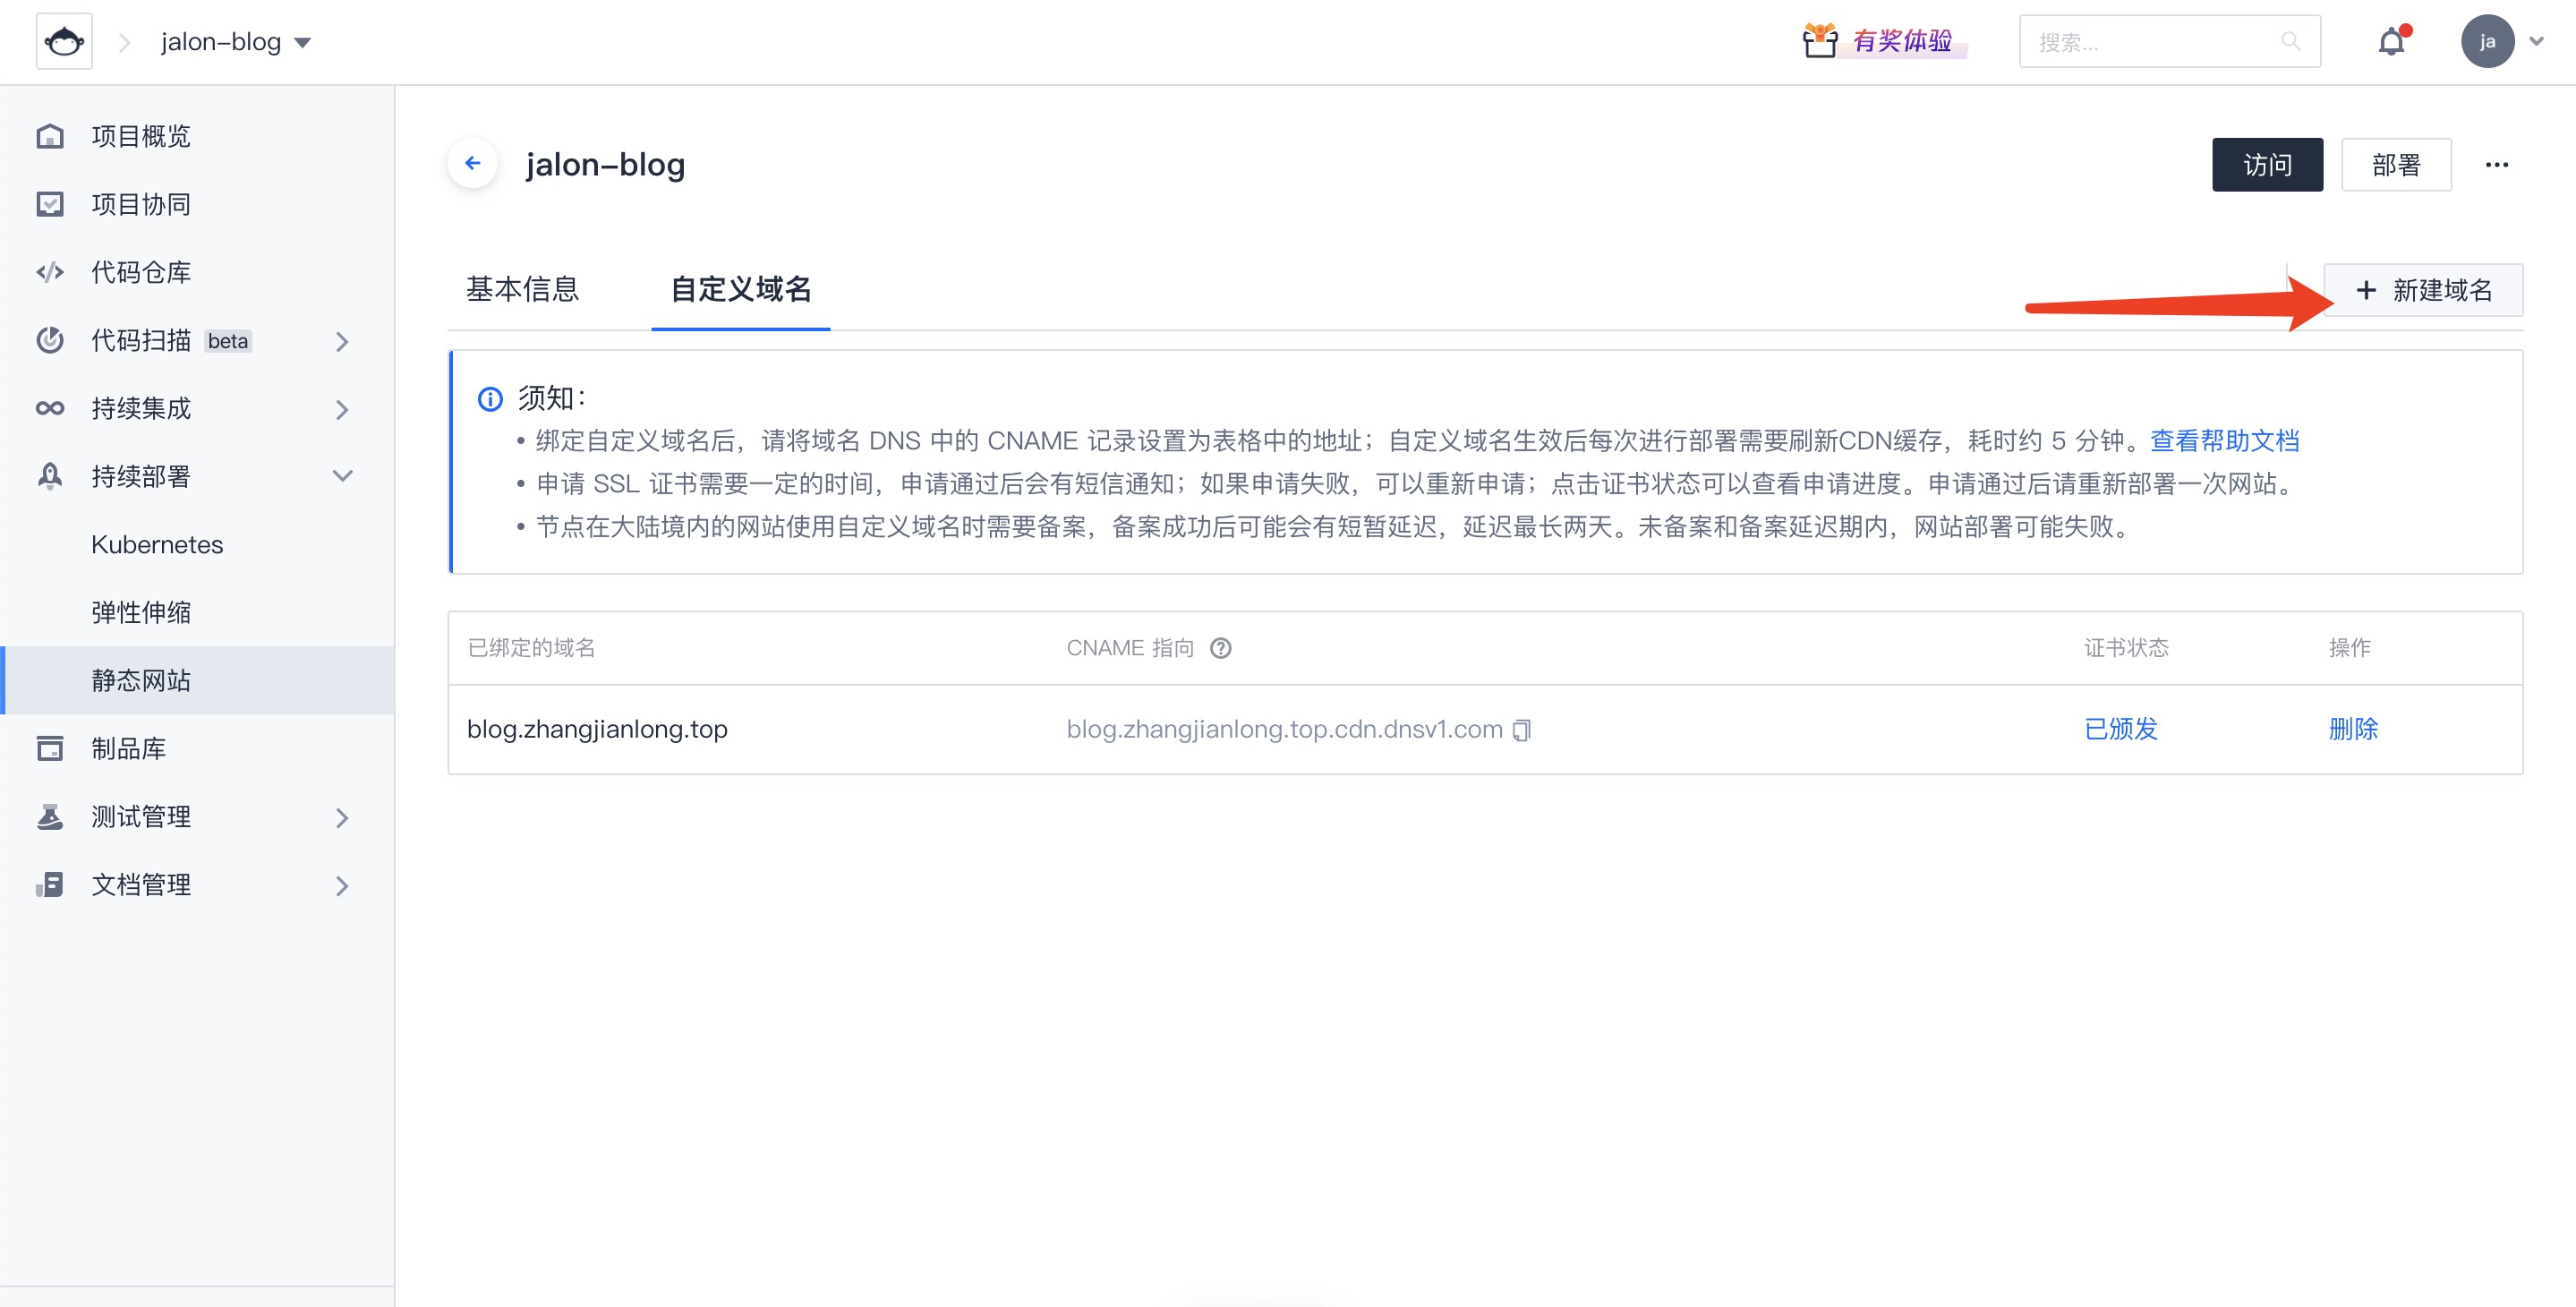 jalon-blog
有奖体验
搜索...
ja
项目概览
项目协同
代码仓库
代码扫描 beta
持续集成
持续部署
Kubernetes
弹性伸缩
静态网站
制品库
测试管理
文档管理
jalon-blog
访问
部署
基本信息
自定义域名
新建域名
须知：
• 绑定自定义域名后，请将域名 DNS 中的 CNAME 记录设置为表格中的地址；自定义域名生效后每次进行部署需要刷新CDN缓存，耗时约 5 分钟。查看帮助文档
• 申请 SSL 证书需要一定的时间，申请通过后会有短信通知；如果申请失败，可以重新申请；点击证书状态可以查看申请进度。申请通过后请重新部署一次网站。
• 节点在大陆境内的网站使用自定义域名时需要备案，备案成功后可能会有短暂延迟，延迟最长两天。未备案和备案延迟期内，网站部署可能失败。
已绑定的域名 CNAME 指向 证书状态 操作
blog.zhangjianlong.top blog.zhangjianlong.top.cdn.dnsv1.com 已颁发 删除